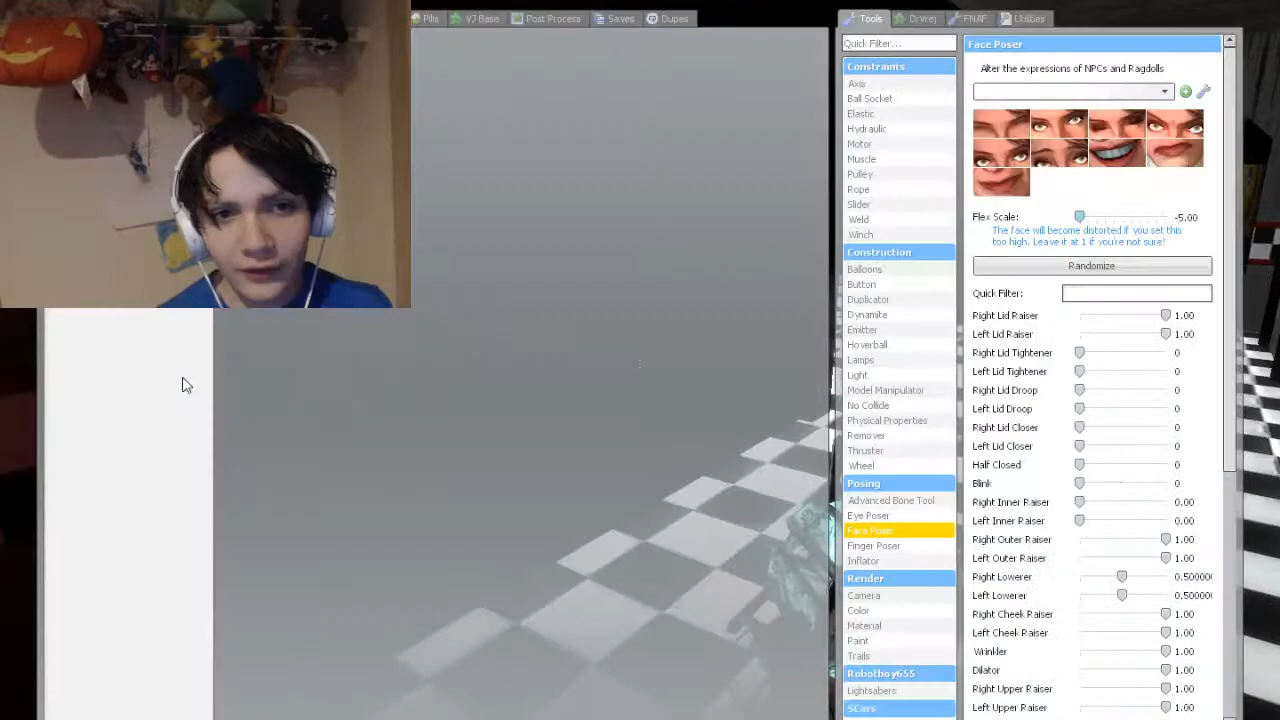 Pills VJ Base Post Process Saves Dupes
Tools DrVrej FNAF Utilities
Quick Filter...
Constraints
Axis
Ball Socket
Elastic
Hydraulic
Motor
Muscle
Pulley
Rope
Slider
Weld
Winch
Construction
Balloons
Button
Duplicator
Dynamite
Emitter
Hoverball
Lamps
Light
Model Manipulator
No Collide
Physical Properties
Remover
Thruster
Wheel
Posing
Advanced Bone Tool
Eye Poser
Face Poser
Finger Poser
Inflator
Render
Camera
Color
Material
Paint
Trails
Robotboy655
Lightsabers
SCars
Face Poser
Alter the expressions of NPCs and Ragdolls
Flex Scale: -5.00
The face will become distorted if you set this
too high. Leave it at 1 if you're not sure!
Randomize
Quick Filter:
Right Lid Raiser 1.00
Left Lid Raiser 1.00
Right Lid Tightener 0
Left Lid Tightener 0
Right Lid Droop 0
Left Lid Droop 0
Right Lid Closer 0
Left Lid Closer 0
Half Closed 0
Blink 0
Right Inner Raiser 0.00
Left Inner Raiser 0.00
Right Outer Raiser 1.00
Left Outer Raiser 1.00
Right Lowerer 0.50000
Left Lowerer 0.50000
Right Cheek Raiser 1.00
Left Cheek Raiser 1.00
Wrinkler 1.00
Dilator 1.00
Right Upper Raiser 1.00
Left Upper Raiser 1.00